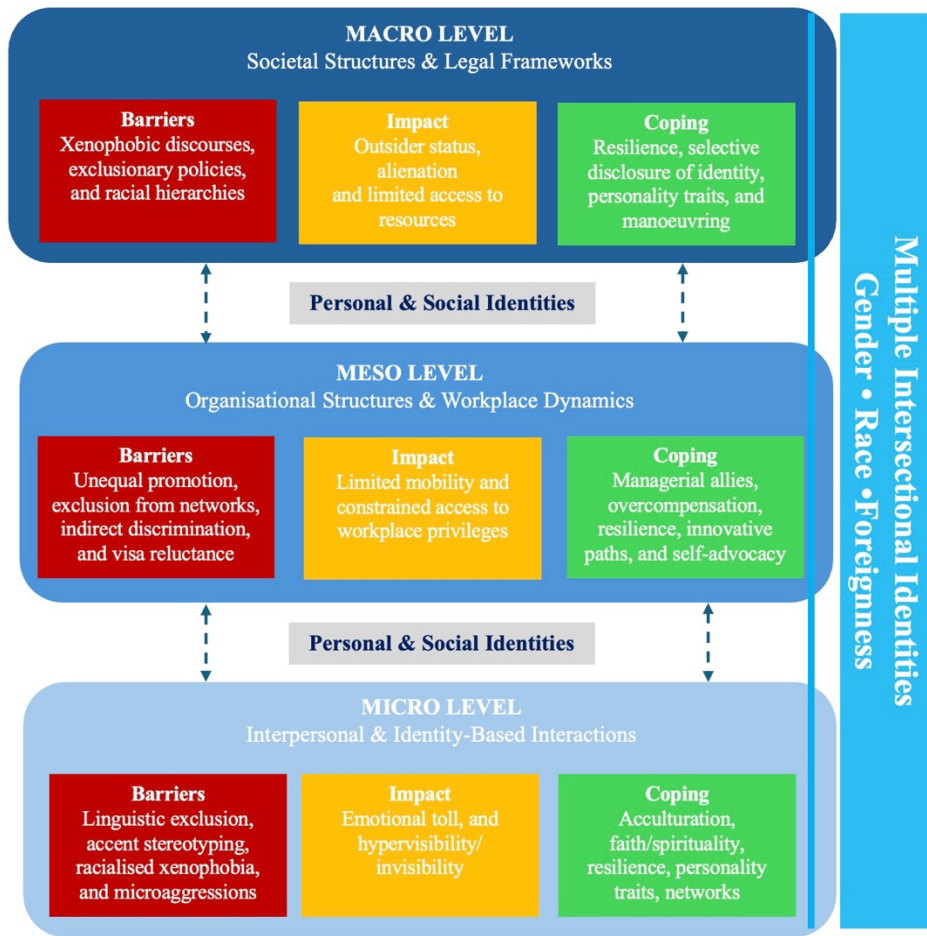 MACRO LEVEL
Societal Structures & Legal Frameworks
Barriers
Xenophobic discourses,
exclusionary policies,
and racial hierarchies
Impact
Outsider status,
alienation
and limited access to
resources
Coping
Resilience, selective
disclosure of identity,
personality traits, and
manoeuvring
Personal & Social Identities
MESO LEVEL
Organisational Structures & Workplace Dynamics
Barriers
Unequal promotion,
exclusion from networks,
indirect discrimination,
and visa reluctance
Impact
Limited mobility and
constrained access to
workplace privileges
Coping
Managerial allies,
overcompensation,
resilience, innovative
paths, and self-advocacy
Personal & Social Identities
MICRO LEVEL
Interpersonal & Identity-Based Interactions
Barriers
Linguistic exclusion,
accent stereotyping,
racialised xenophobia,
and microaggressions
Impact
Emotional toll, and
hypervisibility/
invisibility
Coping
Acculturation,
faith/spirituality,
resilience, personality
traits, networks
Multiple Intersectional Identities
Gender • Race •Foreignness